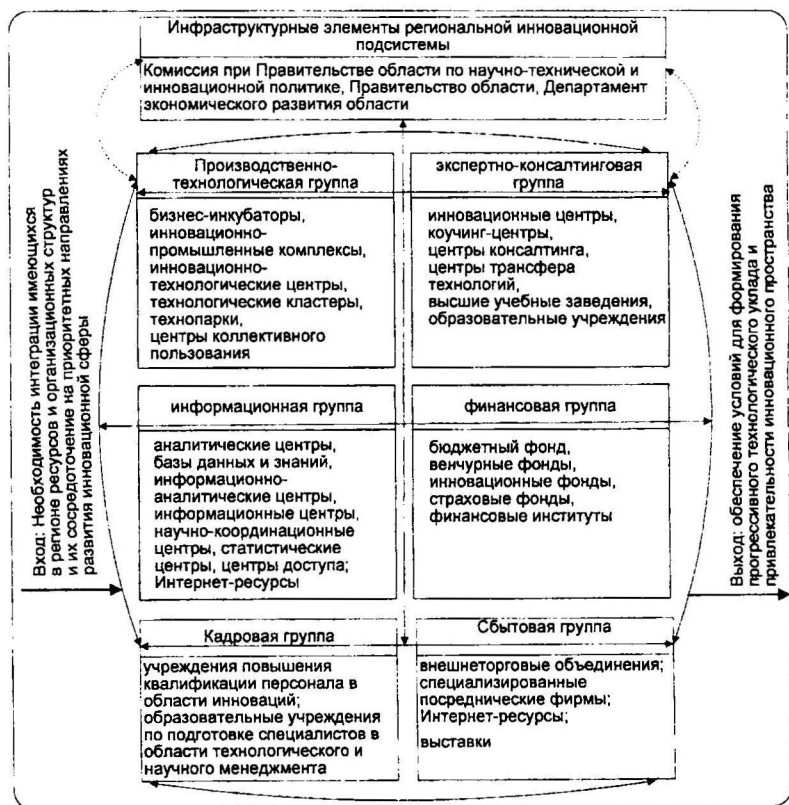 Инфраструктурные элементы региональной инновационной
подсистемы
Комиссия при Правительстве области по научно-технической и
инновационной политике, Правительство области, Департамент
экономического развития области
Производственно-
технологическая группа
бизнес-инкубаторы,
инновационно-
промышленные комплексы,
инновационно-
технологические центры,
технологические кластеры,
технопарки,
центры коллективного
пользования
экспертно-консалтинговая
группа
инновационные центры,
коучинг-центры,
центры консалтинга,
центры трансфера
технологий,
высшие учебные заведения,
образовательные учреждения
информационная группа
аналитические центры,
базы данных и знаний,
информационно-
аналитические центры,
информационные центры,
научно-координационные
центры, статистические
центры, центры доступа;
Интернет-ресурсы
финансовая группа
бюджетный фонд,
венчурные фонды,
инновационные фонды,
страховые фонды,
финансовые институты
Кадровая группа
учреждения повышения
квалификации персонала в
области инноваций;
образовательные учреждения
по подготовке специалистов в
области технологического и
научного менеджмента
Сбытовая группа
внешнеторговые объединения;
специализированные
посреднические фирмы;
Интернет-ресурсы;
выставки
Вход: Необходимость интеграции имеющихся
в регионе ресурсов и организационных структур
и их сосредоточение на приоритетных направлениях
развития инновационной сферы
Выход: обеспечение условий для формирования
прогрессивного технологического уклада и
привлекательности инновационного пространства